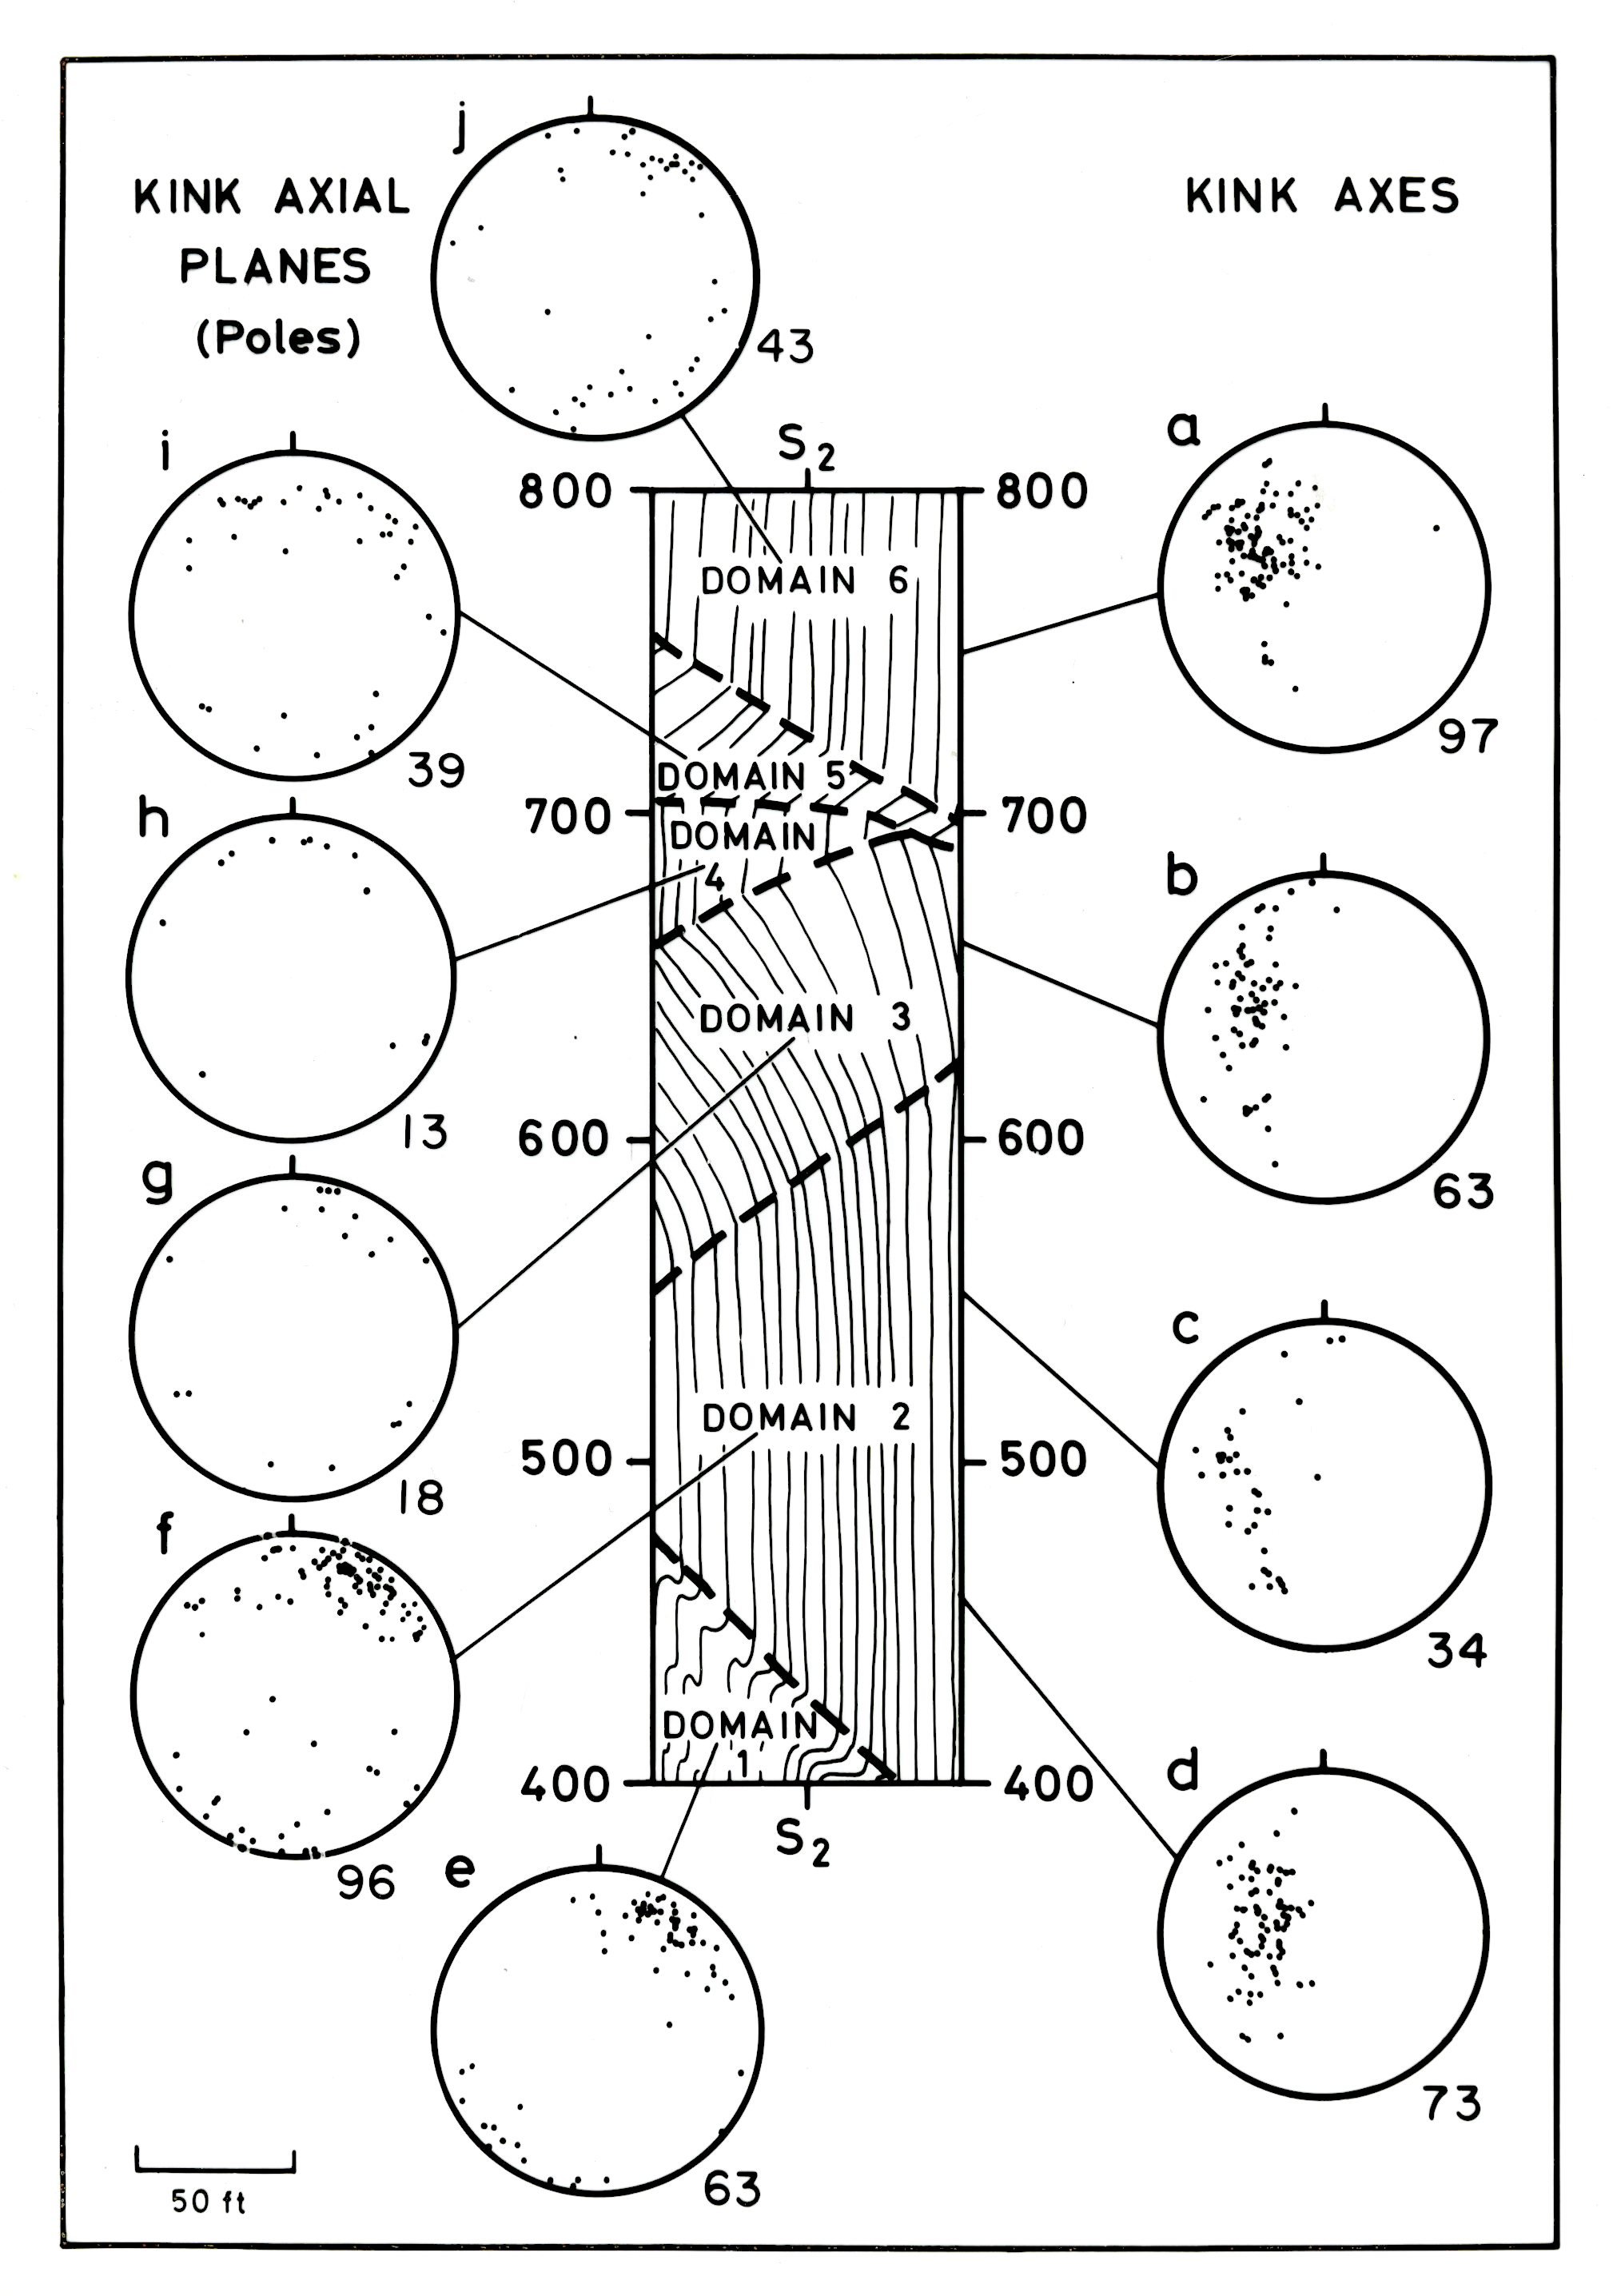 j
KINK AXIAL
PLANES
(Poles)
KINK AXES
43
i
S2
a
800
800
DOMAIN 6
97
39
DOMAIN 5
h
700
700
DOMAIN
4
b
DOMAIN 3
13
600
600
g
63
c
DOMAIN 2
500
500
18
f
34
DOMAIN
1
400
400
d
S2
96
e
73
63
50 ft